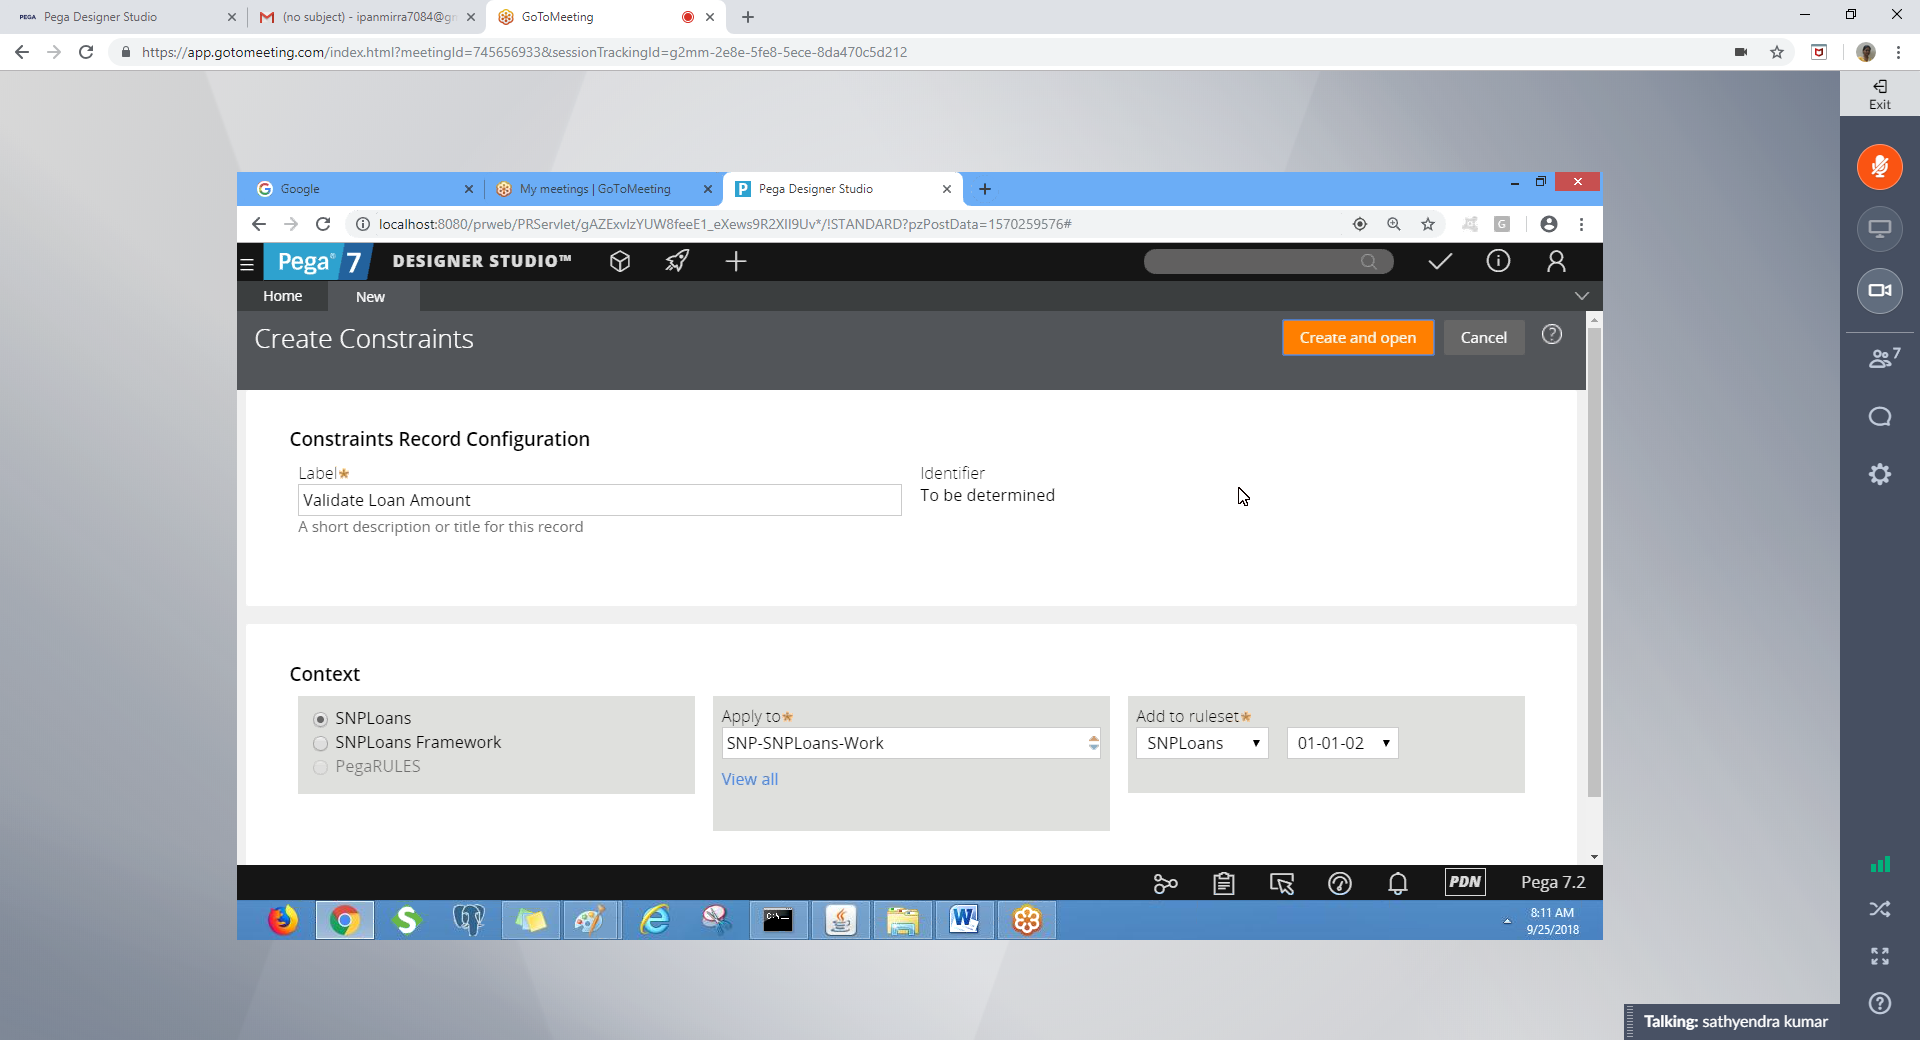 PEGA Pega Designer Studio
(no subject) - ipanmirra7084@gr
GoToMeeting
https://app.gotomeeting.com/index.html?meetingId=745656933&sessionTrackingId=g2mm-2e8e-5fe8-5ece-8da470c5d212
Exit
Google
My meetings | GoToMeeting
P Pega Designer Studio
localhost:8080/prweb/PRServlet/gAZExvlzYUW8feeE1_eXews9R2XII9Uv*/!STANDARD?pzPostData=1570259576#
Pega 7 DESIGNER STUDIO™
Home New
Create Constraints
Create and open Cancel
7
Constraints Record Configuration
Label*
Identifier
Validate Loan Amount
To be determined
A short description or title for this record
Context
SNPLoans
SNPLoans Framework
PegaRULES
Apply to*
SNP-SNPLoans-Work
View all
Add to ruleset*
SNPLoans 01-01-02
PDN Pega 7.2
8:11 AM
9/25/2018
Talking: sathyendra kumar